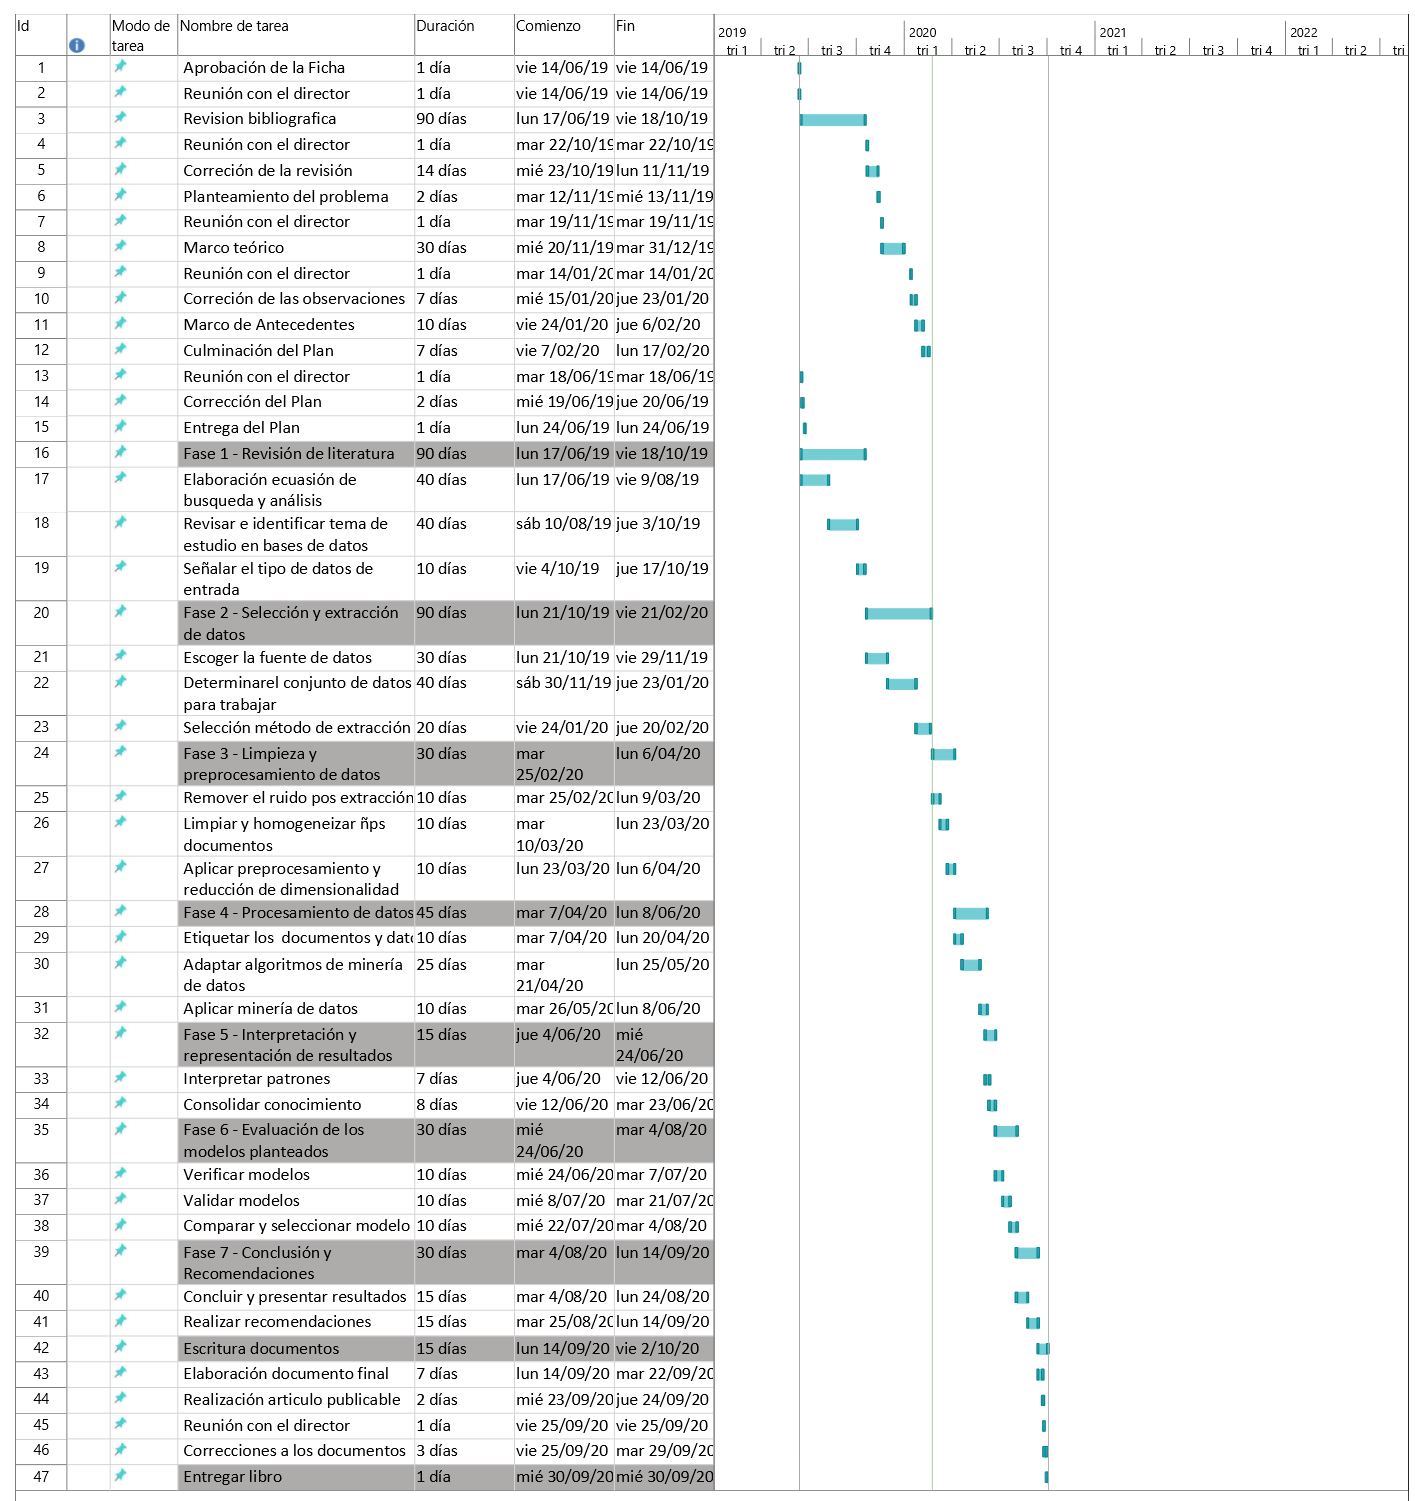 Id Modo de tarea Nombre de tarea Duración Comienzo Fin
2019 2020 2021 2022
tri 1 tri 2 tri 3 tri 4 tri 1 tri 2 tri 3 tri 4 tri 1 tri 2 tri 3 tri 4 tri 1 tri 2 tri
1 Aprobación de la Ficha 1 día vie 14/06/19 vie 14/06/19
2 Reunión con el director 1 día vie 14/06/19 vie 14/06/19
3 Revision bibliografica 90 días lun 17/06/19 vie 18/10/19
4 Reunión con el director 1 día mar 22/10/19 mar 22/10/19
5 Correción de la revisión 14 días mié 23/10/19 lun 11/11/19
6 Planteamiento del problema 2 días mar 12/11/19 mié 13/11/19
7 Reunión con el director 1 día mar 19/11/19 mar 19/11/19
8 Marco teórico 30 días mié 20/11/19 mar 31/12/19
9 Reunión con el director 1 día mar 14/01/20 mar 14/01/20
10 Correción de las observaciones 7 días mié 15/01/20 jue 23/01/20
11 Marco de Antecedentes 10 días vie 24/01/20 jue 6/02/20
12 Culminación del Plan 7 días vie 7/02/20 lun 17/02/20
13 Reunión con el director 1 día mar 18/06/19 mar 18/06/19
14 Corrección del Plan 2 días mié 19/06/19 jue 20/06/19
15 Entrega del Plan 1 día lun 24/06/19 lun 24/06/19
16 Fase 1 - Revisión de literatura 90 días lun 17/06/19 vie 18/10/19
17 Elaboración ecuasión de 40 días lun 17/06/19 vie 9/08/19
busqueda y análisis
18 Revisar e identificar tema de 40 días sáb 10/08/19 jue 3/10/19
estudio en bases de datos
19 Señalar el tipo de datos de 10 días vie 4/10/19 jue 17/10/19
entrada
20 Fase 2 - Selección y extracción 90 días lun 21/10/19 vie 21/02/20
de datos
21 Escoger la fuente de datos 30 días lun 21/10/19 vie 29/11/19
22 Determinarel conjunto de datos 40 días sáb 30/11/19 jue 23/01/20
para trabajar
23 Selección método de extracción 20 días vie 24/01/20 jue 20/02/20
24 Fase 3 - Limpieza y 30 días mar lun 6/04/20
preprocesamiento de datos 25/02/20
25 Remover el ruido pos extracción 10 días mar 25/02/20 lun 9/03/20
26 Limpiar y homogeneizar ñps 10 días mar lun 23/03/20
documentos 10/03/20
27 Aplicar preprocesamiento y 10 días lun 23/03/20 lun 6/04/20
reducción de dimensionalidad
28 Fase 4 - Procesamiento de datos 45 días mar 7/04/20 lun 8/06/20
29 Etiquetar los documentos y dato 10 días mar 7/04/20 lun 20/04/20
30 Adaptar algoritmos de minería 25 días mar lun 25/05/20
de datos 21/04/20
31 Aplicar minería de datos 10 días mar 26/05/20 lun 8/06/20
32 Fase 5 - Interpretación y 15 días jue 4/06/20 mié
representación de resultados 24/06/20
33 Interpretar patrones 7 días jue 4/06/20 vie 12/06/20
34 Consolidar conocimiento 8 días vie 12/06/20 mar 23/06/20
35 Fase 6 - Evaluación de los 30 días mié mar 4/08/20
modelos planteados 24/06/20
36 Verificar modelos 10 días mié 24/06/20 mar 7/07/20
37 Validar modelos 10 días mié 8/07/20 mar 21/07/20
38 Comparar y seleccionar modelo 10 días mié 22/07/20 mar 4/08/20
39 Fase 7 - Conclusión y 30 días mar 4/08/20 lun 14/09/20
Recomendaciones
40 Concluir y presentar resultados 15 días mar 4/08/20 lun 24/08/20
41 Realizar recomendaciones 15 días mar 25/08/20 lun 14/09/20
42 Escritura documentos 15 días lun 14/09/20 vie 2/10/20
43 Elaboración documento final 7 días lun 14/09/20 mar 22/09/20
44 Realización articulo publicable 2 días mié 23/09/20 jue 24/09/20
45 Reunión con el director 1 día vie 25/09/20 vie 25/09/20
46 Correcciones a los documentos 3 días vie 25/09/20 mar 29/09/20
47 Entregar libro 1 día mié 30/09/20 mié 30/09/20